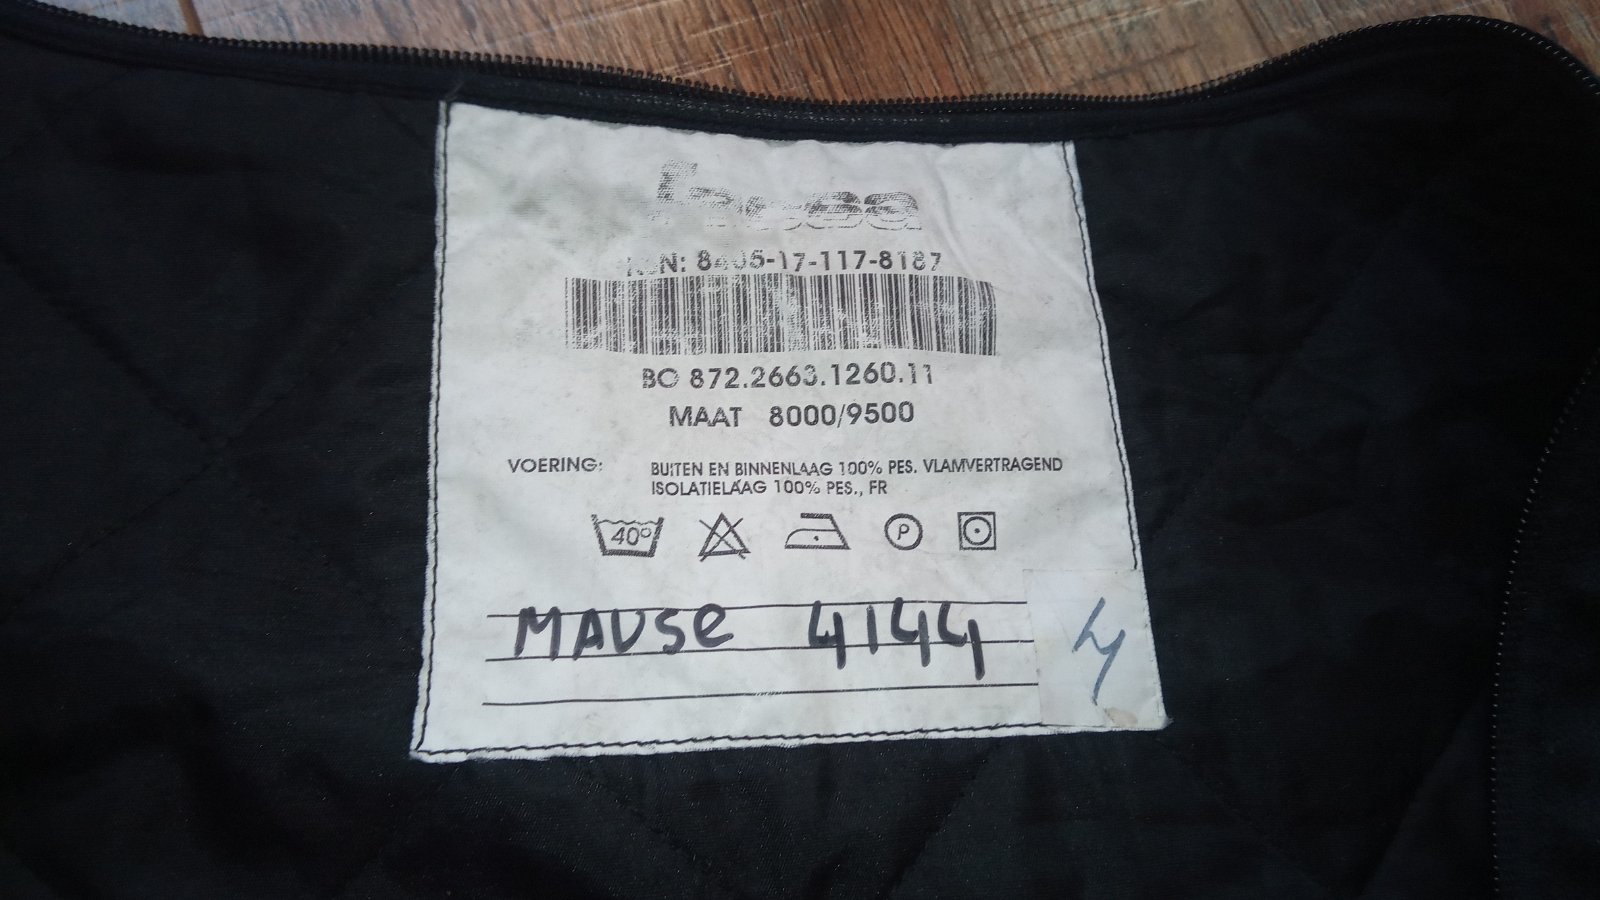 NSN: 8405-17-117-8187
BO 872.2663.1260.11
MAAT 8000/9500
VOERING: BUITEN EN BINNENLAAG 100% PES. VLAMVERTRAGEND
ISOLATIELAAG 100% PES., FR
40° P
MAUSE 4144
4